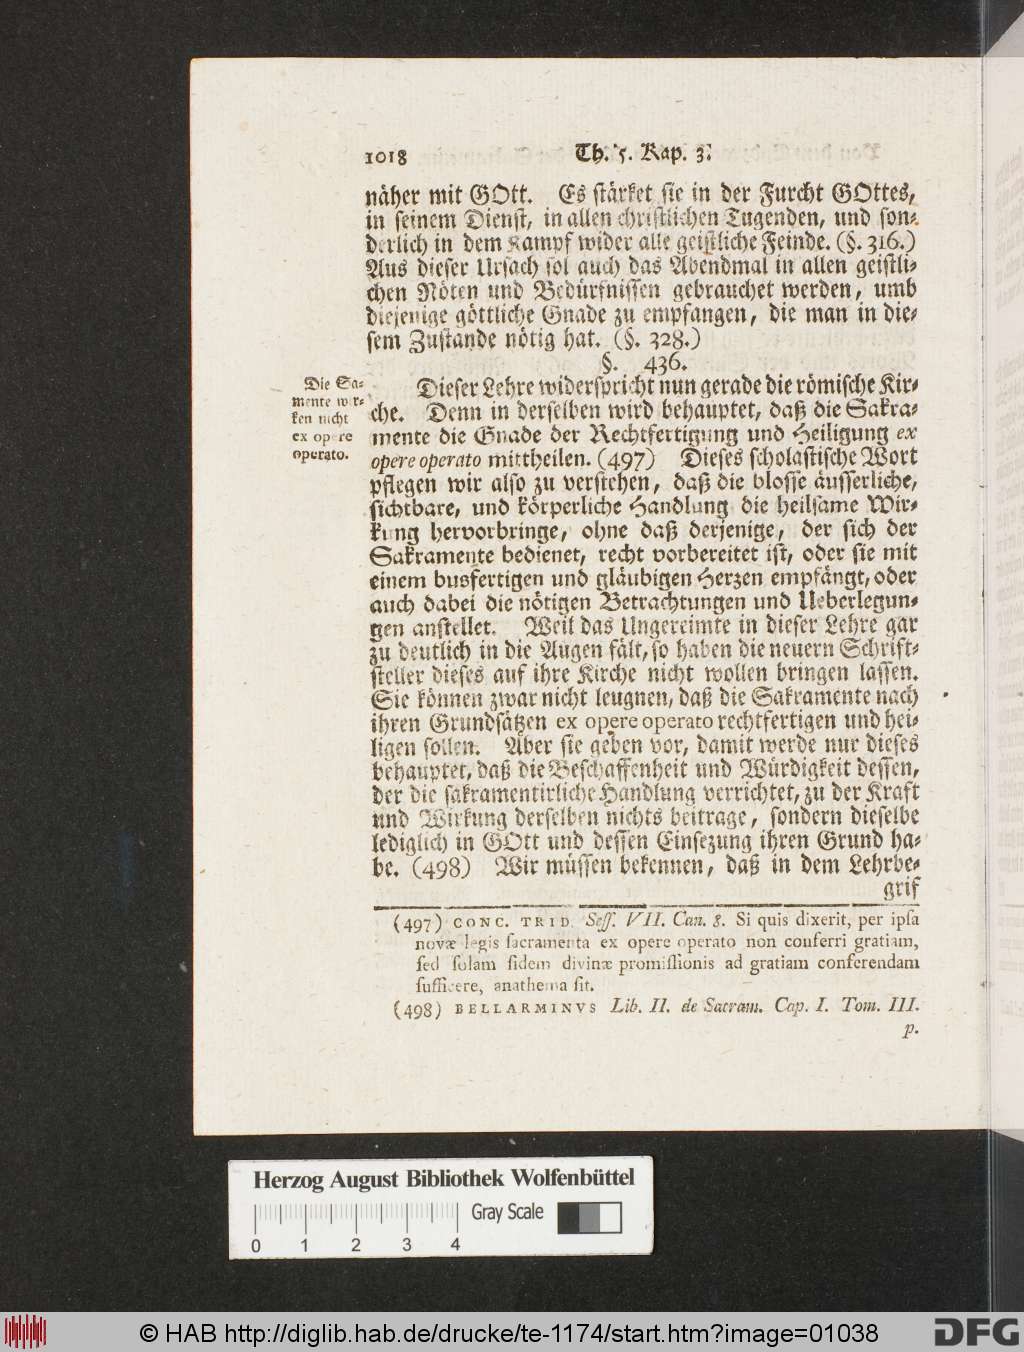 1018 Th. 5. Kap. 3.
näher mit GOtt. Es stärket sie in der Furcht GOttes,
in seinem Dienst, in allen christlichen Tugenden, und son-
derlich in dem Kampf wider alle geistliche Feinde. (§. 316.)
Aus dieser Ursach sol auch das Abendmal in allen geistli-
chen Nöten und Bedürfnissen gebrauchet werden, umb
diejenige göttliche Gnade zu empfangen, die man in die-
sem Zustande nötig hat. (§. 328.)
§. 436.
Die Sa-
mente wir-
ken nicht
ex opere
operato.
Dieser Lehre widerspricht nun gerade die römische Kir-
che. Denn in derselben wird behauptet, daß die Sakra-
mente die Gnade der Rechtfertigung und Heiligung ex
opere operato mittheilen. (497) Dieses scholastische Wort
pflegen wir also zu verstehen, daß die blosse äusserliche,
sichtbare, und körperliche Handlung die heilsame Wir-
kung hervorbringe, ohne daß derjenige, der sich der
Sakramente bedienet, recht vorbereitet ist, oder sie mit
einem busfertigen und gläubigen Herzen empfängt, oder
auch dabei die nötigen Betrachtungen und Ueberlegun-
gen anstellet. Weil das Ungereimte in dieser Lehre gar
zu deutlich in die Augen fält, so haben die neuern Schrift-
steller dieses auf ihre Kirche nicht wollen bringen lassen.
Sie können zwar nicht leugnen, daß die Sakramente nach
ihren Grundsätzen ex opere operato rechtfertigen und hei-
ligen sollen. Aber sie geben vor, damit werde nur dieses
behauptet, daß die Beschaffenheit und Würdigkeit dessen,
der die sakramentirliche Handlung verrichtet, zu der Kraft
und Wirkung derselben nichts beitrage, sondern dieselbe
lediglich in GOtt und dessen Einsezung ihren Grund ha-
be. (498) Wir müssen bekennen, daß in dem Lehrbe-
grif
(497) CONC. TRID. Sess. VII. Can. 8. Si quis dixerit, per ipsa
novæ legis sacramenta ex opere operato non conferri gratiam,
sed solam fidem divinæ promissionis ad gratiam conferendam
sufficere, anathema sit.
(498) BELLARMINVS Lib. II. de Sacram. Cap. I. Tom. III.
p.
Herzog August Bibliothek Wolfenbüttel
Gray Scale
0 1 2 3 4
© HAB http://diglib.hab.de/drucke/te-1174/start.htm?image=01038
DFG